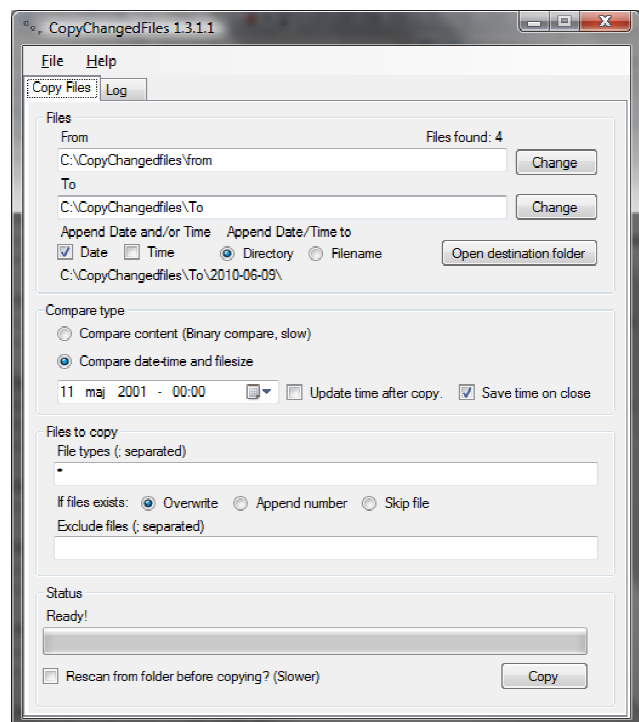 CopyChangedFiles 1.3.1.1
File Help
Copy Files Log
Files
From Files found: 4
C:\CopyChangedfiles\from Change
To
C:\CopyChangedfiles\To Change
Append Date and/or Time Append Date/Time to
Date Time Directory Filename Open destination folder
C:\CopyChangedfiles\To\2010-06-09\
Compare type
Compare content (Binary compare, slow)
Compare date-time and filesize
11 maj 2001 - 00:00 Update time after copy. Save time on close
Files to copy
File types (; separated)
*
If files exists: Overwrite Append number Skip file
Exclude files (; separated)
Status
Ready!
Rescan from folder before copying? (Slower) Copy